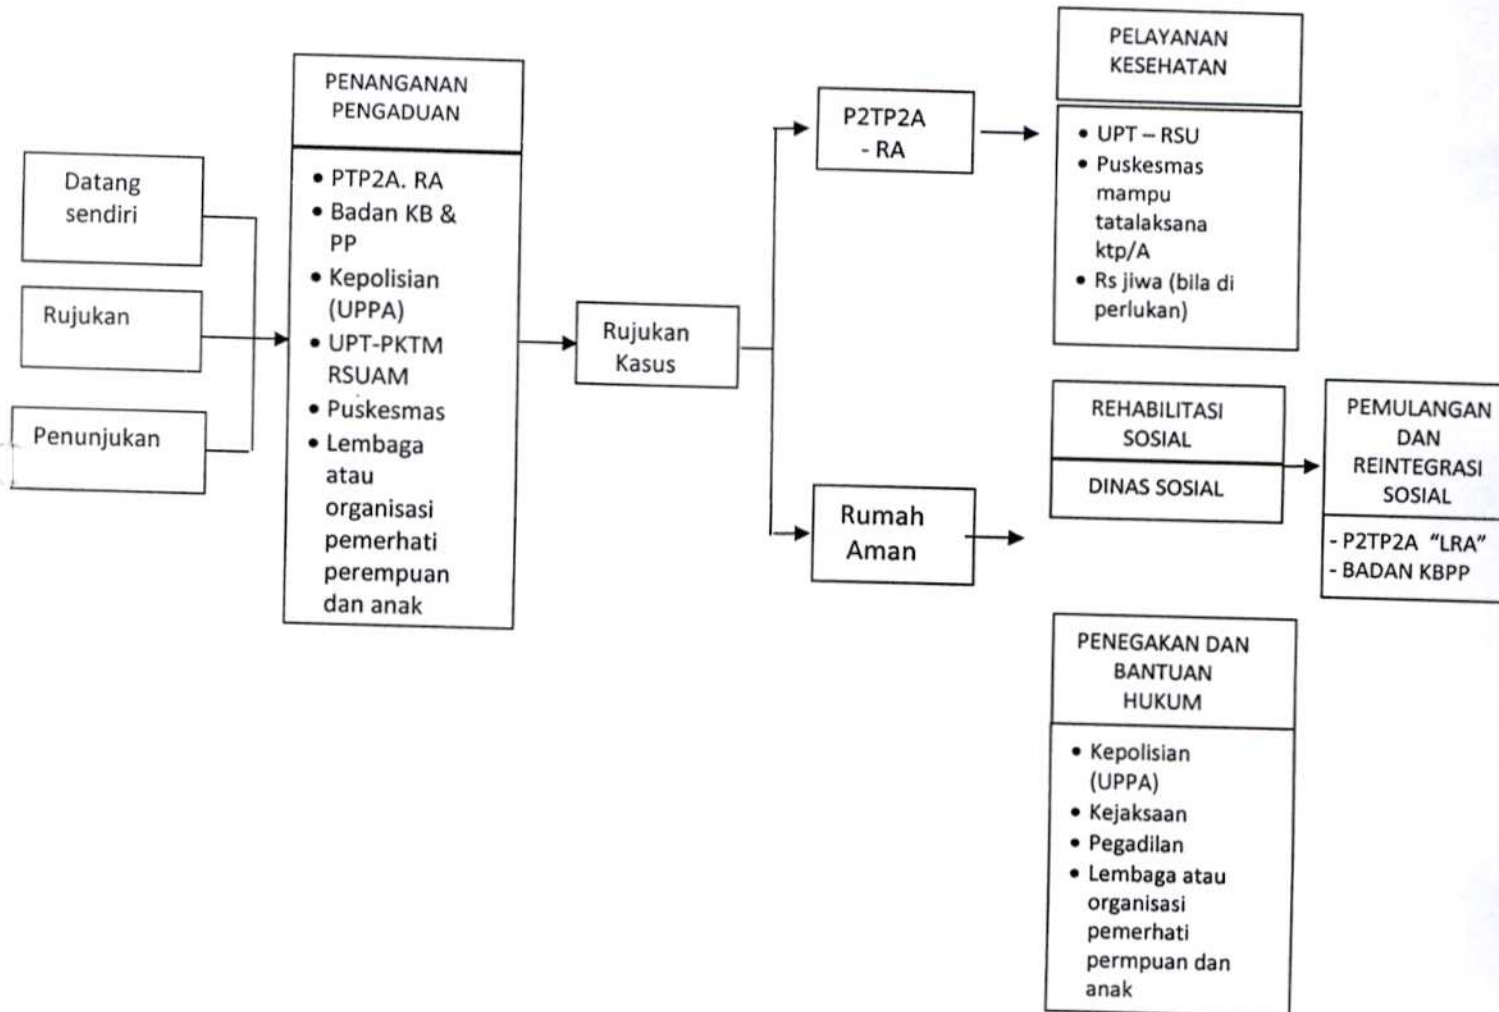 Datang
sendiri
Rujukan
Penunjukan
PENANGANAN
PENGADUAN
• PTP2A. RA
• Badan KB &
PP
• Kepolisian
(UPPA)
• UPT-PKTM
RSUAM
• Puskesmas
• Lembaga
atau
organisasi
pemerhati
perempuan
dan anak
Rujukan
Kasus
P2TP2A
- RA
Rumah
Aman
PELAYANAN
KESEHATAN
• UPT – RSU
• Puskesmas
mampu
tatalaksana
ktp/A
• Rs jiwa (bila di
perlukan)
REHABILITASI
SOSIAL
DINAS SOSIAL
PEMULANGAN
DAN
REINTEGRASI
SOSIAL
- P2TP2A "LRA"
- BADAN KBPP
PENEGAKAN DAN
BANTUAN
HUKUM
• Kepolisian
(UPPA)
• Kejaksaan
• Pegadilan
• Lembaga atau
organisasi
pemerhati
permpuan dan
anak